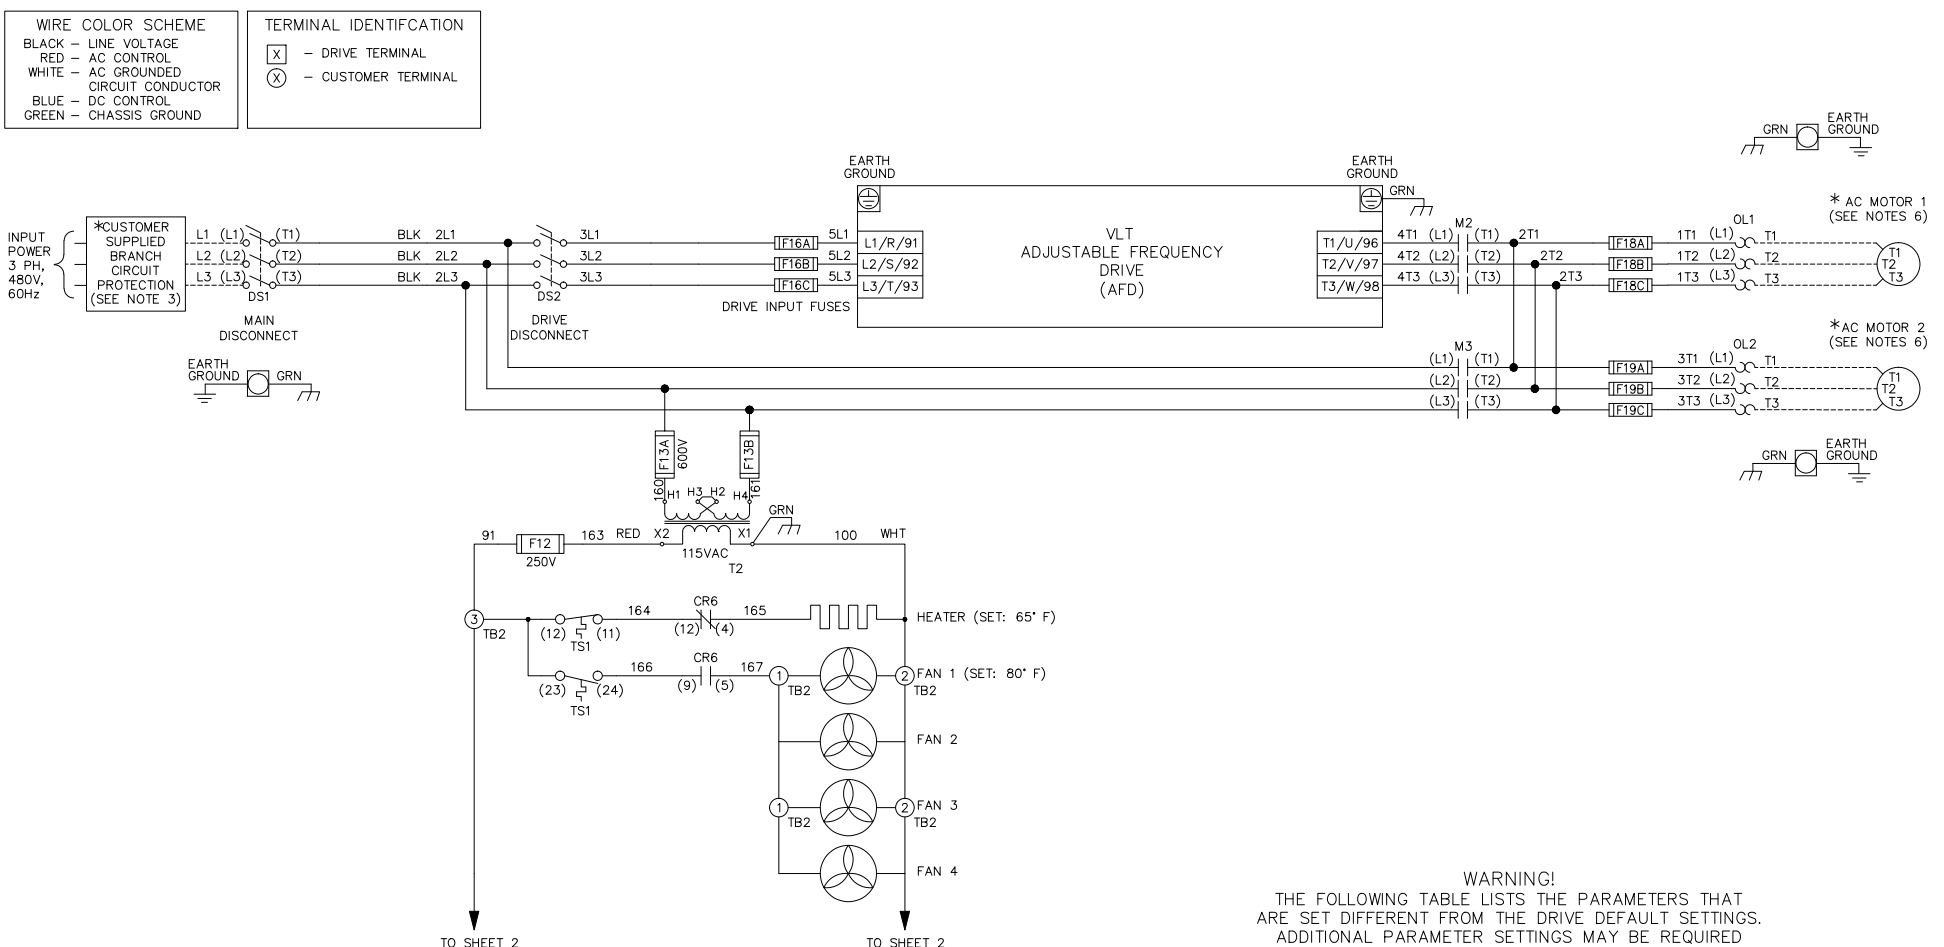 WIRE COLOR SCHEME
BLACK – LINE VOLTAGE
RED – AC CONTROL
WHITE – AC GROUNDED
CIRCUIT CONDUCTOR
BLUE – DC CONTROL
GREEN – CHASSIS GROUND
TERMINAL IDENTIFCATION
X – DRIVE TERMINAL
X – CUSTOMER TERMINAL
EARTH
GRN GROUND
EARTH
GROUND
EARTH
GROUND
GRN
* AC MOTOR 1
(SEE NOTES 6)
INPUT
POWER
3 PH,
480V,
60Hz
*CUSTOMER
SUPPLIED
BRANCH
CIRCUIT
PROTECTION
(SEE NOTE 3)
L1 (L1) (T1) BLK 2L1 3L1 F16A 5L1 L1/R/91
L2 (L2) (T2) BLK 2L2 3L2 F16B 5L2 L2/S/92
L3 (L3) (T3) BLK 2L3 3L3 F16C 5L3 L3/T/93
DS1
DS2
MAIN
DISCONNECT
DRIVE
DISCONNECT
DRIVE INPUT FUSES
VLT
ADJUSTABLE FREQUENCY
DRIVE
(AFD)
M2 OL1
T1/U/96 4T1 (L1) (T1) 2T1 F18A 1T1 (L1) T1 T1
T2/V/97 4T2 (L2) (T2) 2T2 F18B 1T2 (L2) T2 T2
T3/W/98 4T3 (L3) (T3) 2T3 F18C 1T3 (L3) T3 T3
*AC MOTOR 2
(SEE NOTES 6)
M3 OL2
(L1) (T1) F19A 3T1 (L1) T1 T1
(L2) (T2) F19B 3T2 (L2) T2 T2
(L3) (T3) F19C 3T3 (L3) T3 T3
EARTH
GROUND GRN
EARTH
GRN GROUND
F13A 600V F13B
160 H1 H3 H2 H4 161
GRN
91 F12 163 RED X2 X1 100 WHT
250V
115VAC
T2
3 TB2 (12) (11) 164 CR6 (12) (4) 165 HEATER (SET: 65° F)
TS1
(23) (24) 166 CR6 (9) (5) 167 1 TB2 2 TB2 FAN 1 (SET: 80° F)
TS1
FAN 2
1 TB2 2 TB2 FAN 3
FAN 4
TO SHEET 2
TO SHEET 2
WARNING!
THE FOLLOWING TABLE LISTS THE PARAMETERS THAT
ARE SET DIFFERENT FROM THE DRIVE DEFAULT SETTINGS.
ADDITIONAL PARAMETER SETTINGS MAY BE REQUIRED